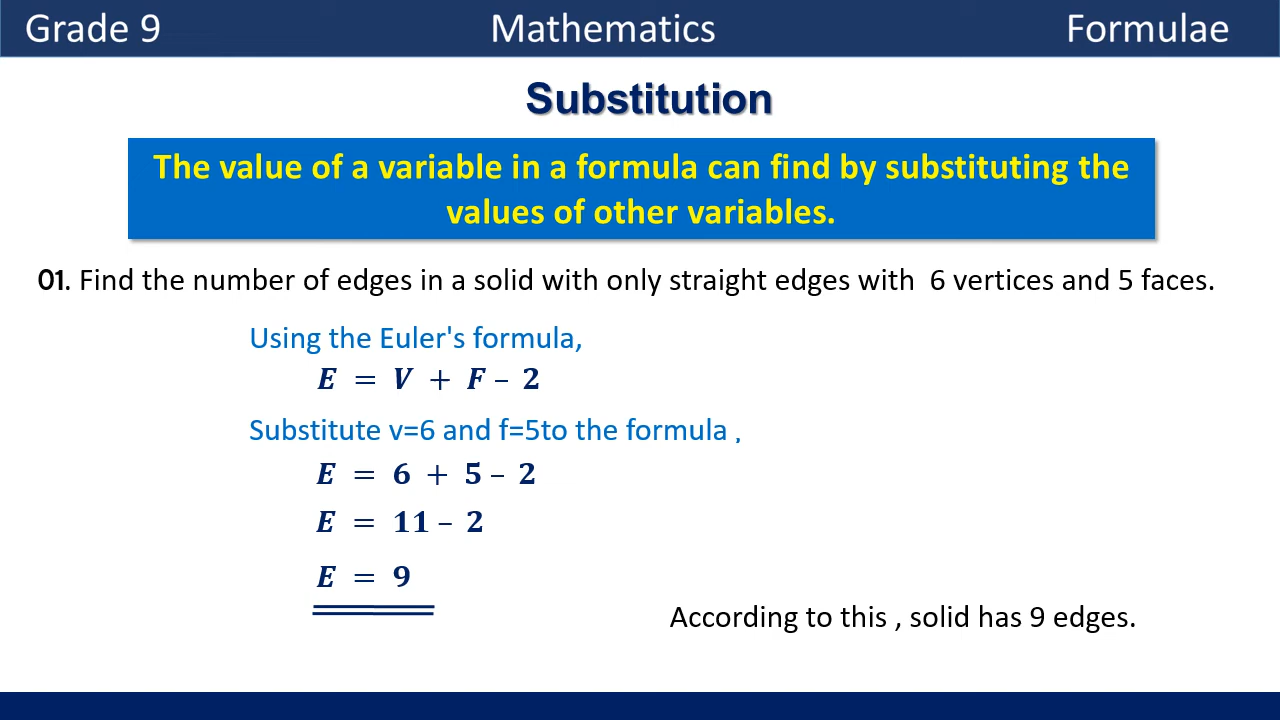 Grade 9 Mathematics Formulae
Substitution
The value of a variable in a formula can find by substituting the
values of other variables.
01. Find the number of edges in a solid with only straight edges with 6 vertices and 5 faces.
Using the Euler's formula,
E = V + F – 2
Substitute v=6 and f=5to the formula ,
E = 6 + 5 – 2
E = 11 – 2
E = 9
According to this , solid has 9 edges.